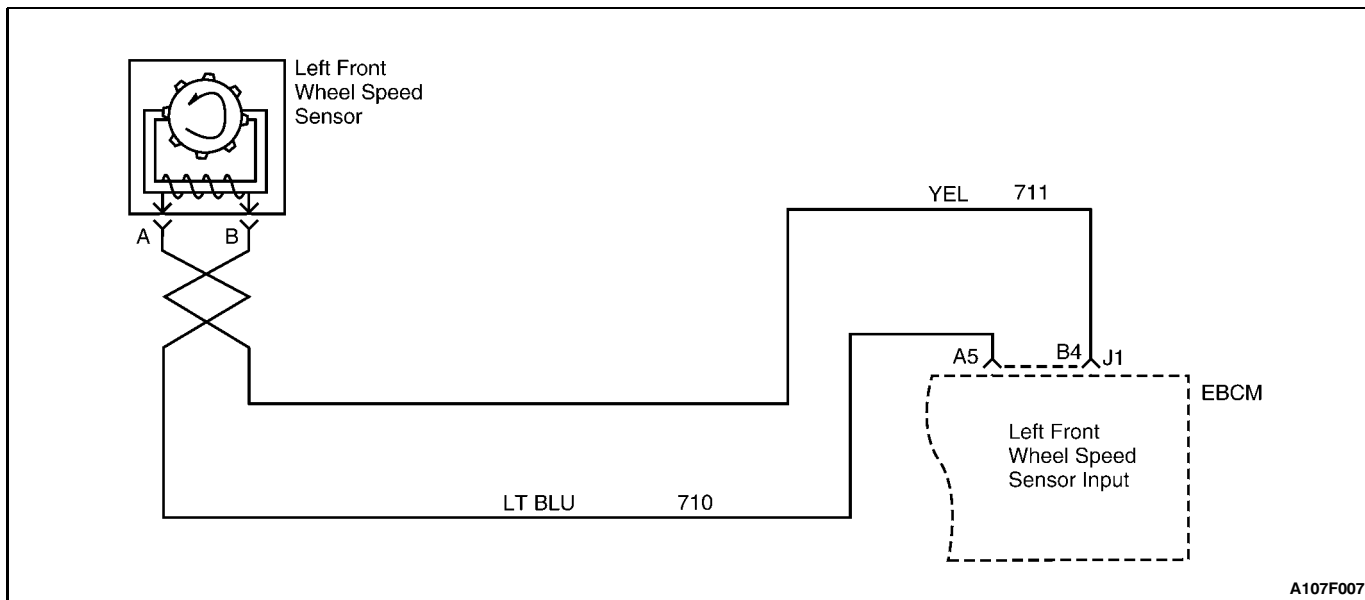 Left Front
Wheel Speed
Sensor
A
B
YEL 711
A5
B4
J1
EBCM
Left Front
Wheel Speed
Sensor Input
LT BLU 710
A107F007